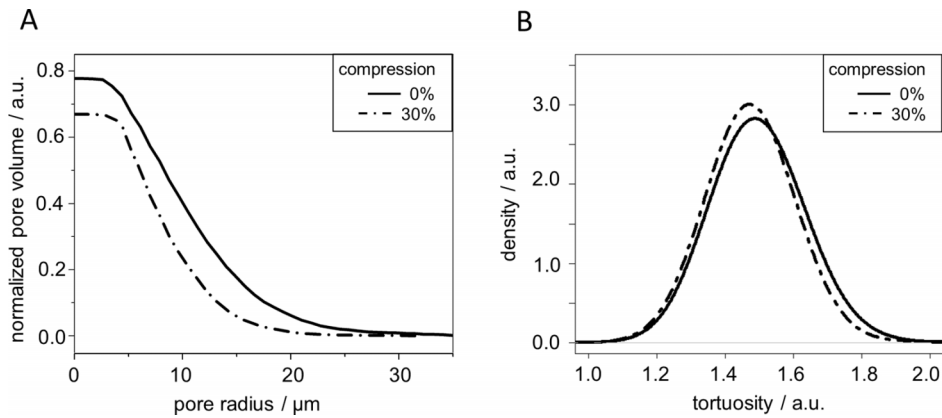 A
normalized pore volume / a.u.
0.8
0.6
0.4
0.2
0.0
compression
0%
30%
0
10
20
30
pore radius / µm
B
density / a.u.
3.0
2.0
1.0
0.0
compression
0%
30%
1.0
1.2
1.4
1.6
1.8
2.0
tortuosity / a.u.